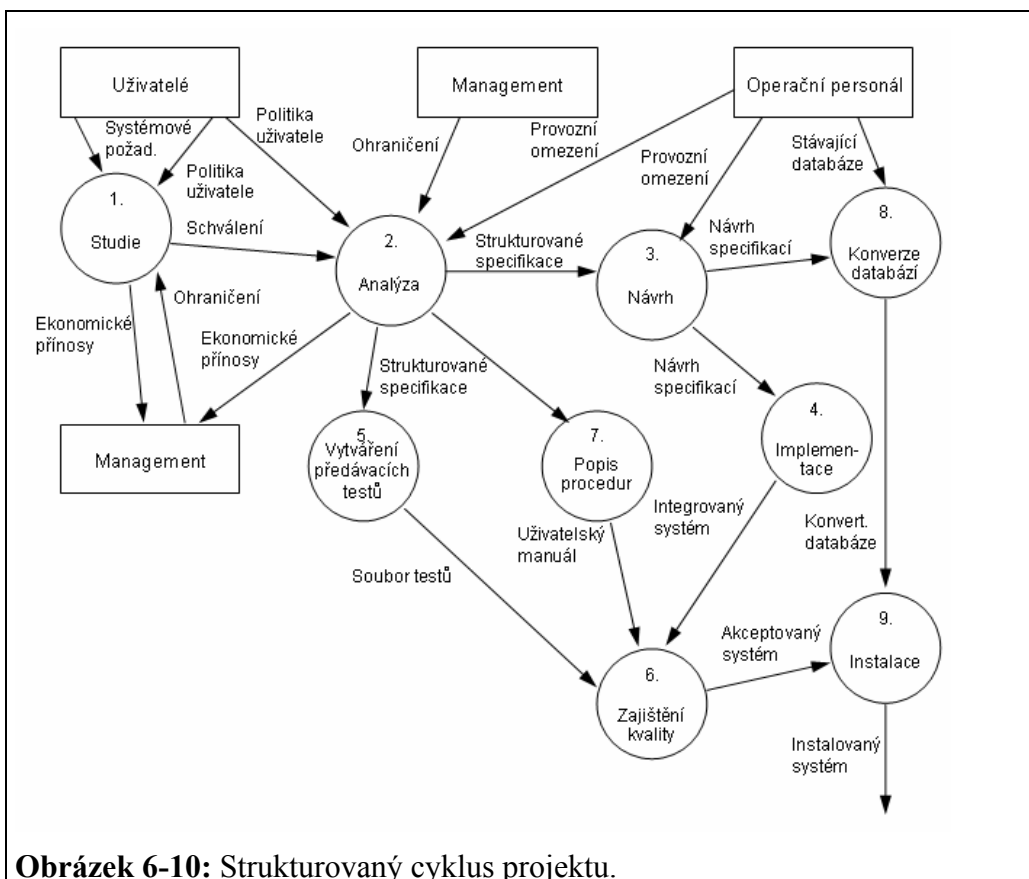 Uživatelé
Management
Operační personál
Systémové
požad.
Politika
uživatele
Politika
uživatele
Ohraničení
Provozní
omezení
Provozní
omezení
Stávající
databáze
1.
Studie
Schválení
2.
Analýza
Strukturované
specifikace
3.
Návrh
Návrh
specifikací
8.
Konverze
databází
Ohraničení
Ekonomické
přínosy
Ekonomické
přínosy
Strukturované
specifikace
Návrh
specifikací
Management
5.
Vytváření
předávacích
testů
7.
Popis
procedur
4.
Implemen-
tace
Integrovaný
systém
Uživatelský
manuál
Konvert.
databáze
Soubor testů
6.
Zajištění
kvality
Akceptovaný
systém
9.
Instalace
Instalovaný
systém
Obrázek 6-10: Strukturovaný cyklus projektu.